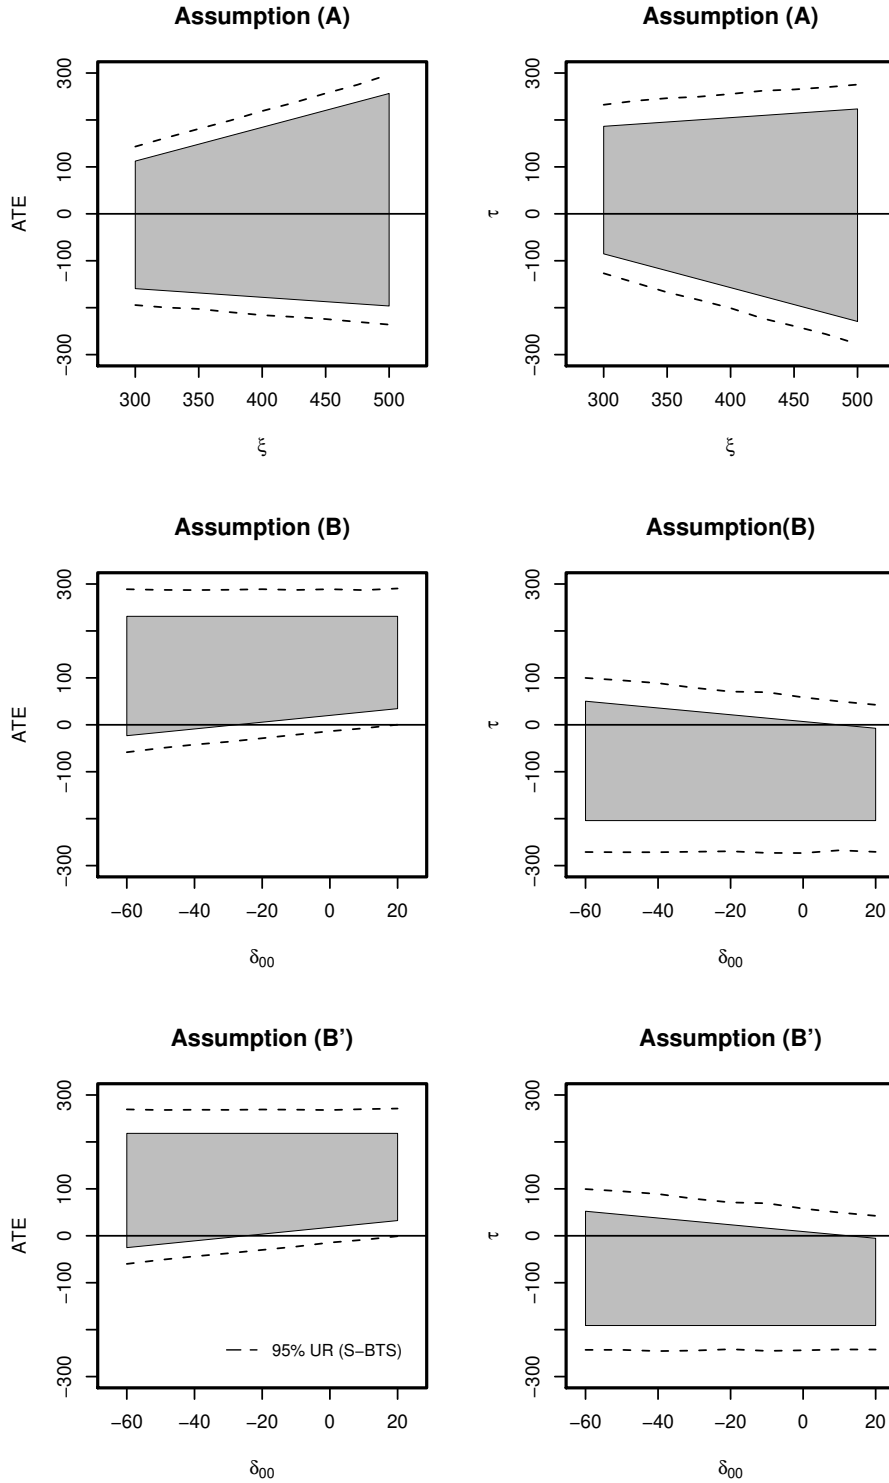 Assumption (A)
ATE
300
100
0
−100
−300
300 350 400 450 500
ξ
Assumption (A)
τ
300
100
0
−100
−300
300 350 400 450 500
ξ
Assumption (B)
ATE
300
100
0
−100
−300
−60 −40 −20 0 20
δ00
Assumption(B)
τ
300
100
0
−100
−300
−60 −40 −20 0 20
δ00
Assumption (B')
ATE
300
100
0
−100
−300
95% UR (S−BTS)
−60 −40 −20 0 20
δ00
Assumption (B')
τ
300
100
0
−100
−300
−60 −40 −20 0 20
δ00